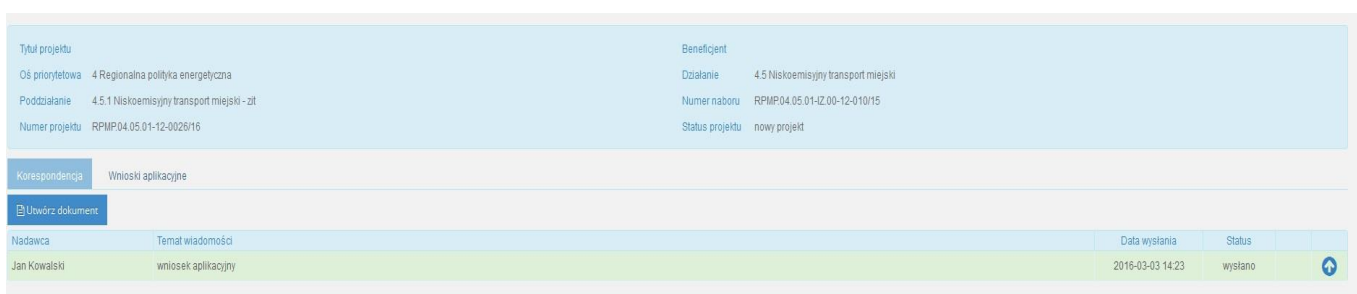 Tytuł projektu Beneficjent
Oś priorytetowa 4 Regionalna polityka energetyczna Działanie 4.5 Niskoemisyjny transport miejski
Poddziałanie 4.5.1 Niskoemisyjny transport miejski - zit Numer naboru RPMP.04.05.01-IZ.00-12-010/15
Numer projektu RPMP.04.05.01-12-0026/16 Status projektu nowy projekt
Korespondencja Wnioski aplikacyjne
Utwórz dokument
Nadawca Temat wiadomości Data wysłania Status
Jan Kowalski wniosek aplikacyjny 2016-03-03 14:23 wysłano